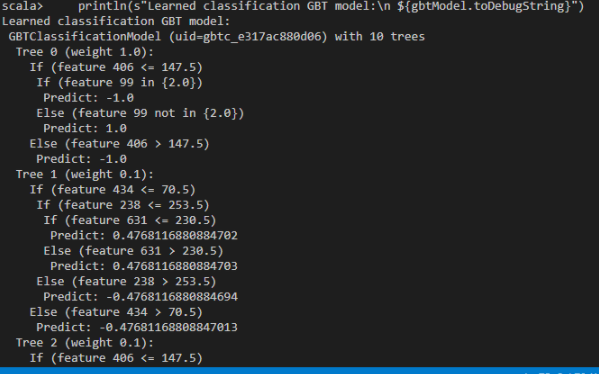 scala>     println(s"Learned classification GBT model:\n ${gbtModel.toDebugString}")
Learned classification GBT model:
 GBTClassificationModel (uid=gbtc_e317ac880d06) with 10 trees
  Tree 0 (weight 1.0):
    If (feature 406 <= 147.5)
     If (feature 99 in {2.0})
      Predict: -1.0
     Else (feature 99 not in {2.0})
      Predict: 1.0
    Else (feature 406 > 147.5)
     Predict: -1.0
  Tree 1 (weight 0.1):
    If (feature 434 <= 70.5)
     If (feature 238 <= 253.5)
      If (feature 631 <= 230.5)
       Predict: 0.4768116880884702
      Else (feature 631 > 230.5)
       Predict: 0.4768116880884703
     Else (feature 238 > 253.5)
      Predict: -0.4768116880884694
    Else (feature 434 > 70.5)
     Predict: -0.47681168808847013
  Tree 2 (weight 0.1):
    If (feature 406 <= 147.5)